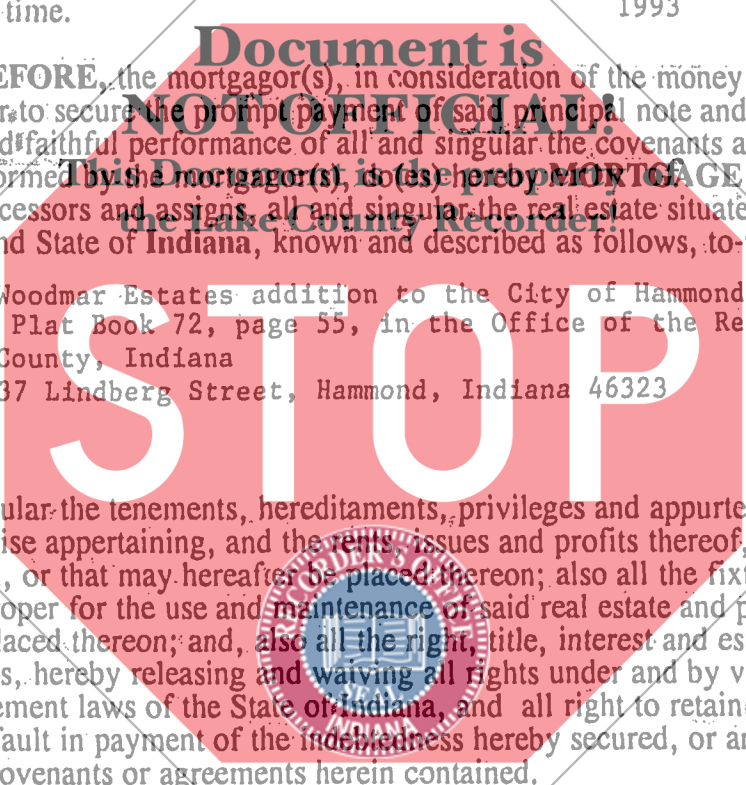 time. 1993
Document is
EFORE, the mortgagor(s), in consideration of the money
r to secure the prompt payment of said principal note and
NOT OFFICIAL!
d faithful performance of all and singular the covenants a
This Document is the property of
ormed by the mortgagor(s), do(es) hereby MORTGAGE
the Lake County Recorder!
cessors and assigns, all and singular the real estate situate
nd State of Indiana, known and described as follows, to-
Woodmar Estates addition to the City of Hammond
Plat Book 72, page 55, in the Office of the Re
County, Indiana
37 Lindberg Street, Hammond, Indiana 46323
STOP
ular the tenements, hereditaments, privileges and appurte
ise appertaining, and the rents, issues and profits thereof
, or that may hereafter be placed thereon; also all the fixt
oper for the use and maintenance of said real estate and p
laced thereon; and, also all the right, title, interest and es
s, hereby releasing and waiving all rights under and by v
ement laws of the State of Indiana, and all right to retain
fault in payment of the indebtedness hereby secured, or an
ovenants or agreements herein contained.
RECORDER'S OFFICE
SEAL
INDIANA